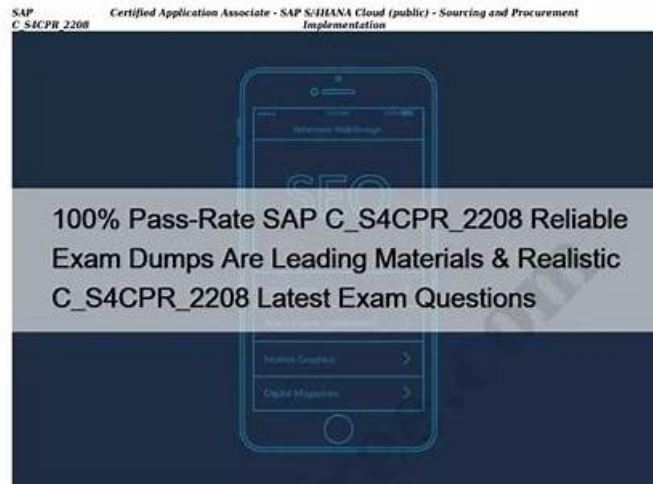 SAP Certified Application Associate - SAP S/4HANA Cloud (public) - Sourcing and Procurement
C_S4CPR_2208 Implementation
SEO
100% Pass-Rate SAP C_S4CPR_2208 Reliable
Exam Dumps Are Leading Materials & Realistic
C_S4CPR_2208 Latest Exam Questions
Motion Graphics
Digital Magazines